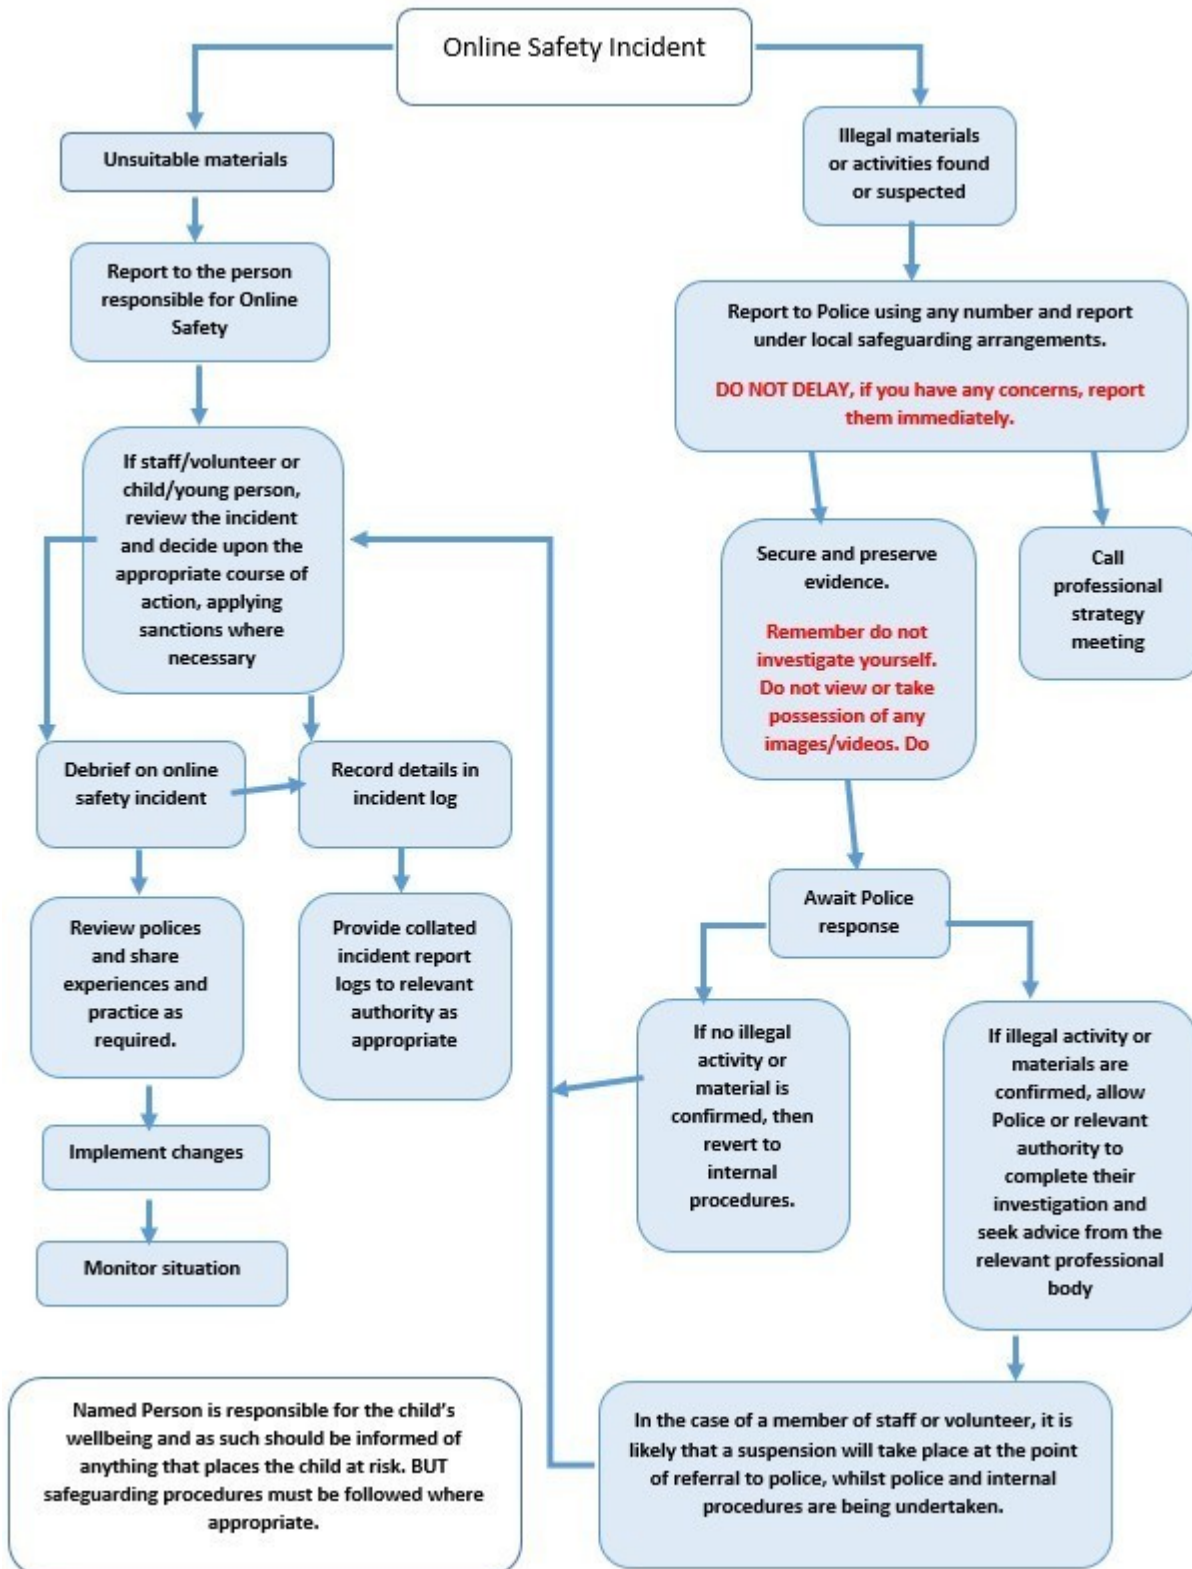 Online Safety Incident
Unsuitable materials
Report to the person
responsible for Online
Safety
If staff/volunteer or
child/young person,
review the incident
and decide upon the
appropriate course of
action, applying
sanctions where
necessary
Debrief on online
safety incident
Record details in
incident log
Review polices
and share
experiences and
practice as
required.
Provide collated
incident report
logs to relevant
authority as
appropriate
Implement changes
Monitor situation
Illegal materials
or activities found
or suspected
Report to Police using any number and report
under local safeguarding arrangements.
DO NOT DELAY, if you have any concerns, report
them immediately.
Secure and preserve
evidence.
Remember do not
investigate yourself.
Do not view or take
possession of any
images/videos. Do
Call
professional
strategy
meeting
Await Police
response
If no illegal
activity or
material is
confirmed, then
revert to
internal
procedures.
If illegal activity or
materials are
confirmed, allow
Police or relevant
authority to
complete their
investigation and
seek advice from the
relevant professional
body
In the case of a member of staff or volunteer, it is
likely that a suspension will take place at the point
of referral to police, whilst police and internal
procedures are being undertaken.
Named Person is responsible for the child’s
wellbeing and as such should be informed of
anything that places the child at risk. BUT
safeguarding procedures must be followed where
appropriate.